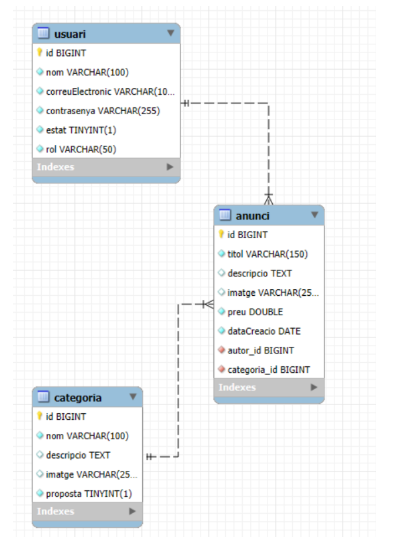 usuari
id BIGINT
nom VARCHAR(100)
correuElectronic VARCHAR(10...
contrasenya VARCHAR(255)
estat TINYINT(1)
rol VARCHAR(50)
Indexes
anunci
id BIGINT
titol VARCHAR(150)
descripcio TEXT
imatge VARCHAR(25...
preu DOUBLE
dataCreacio DATE
autor_id BIGINT
categoria_id BIGINT
Indexes
categoria
id BIGINT
nom VARCHAR(100)
descripcio TEXT
imatge VARCHAR(25...
proposta TINYINT(1)
Indexes